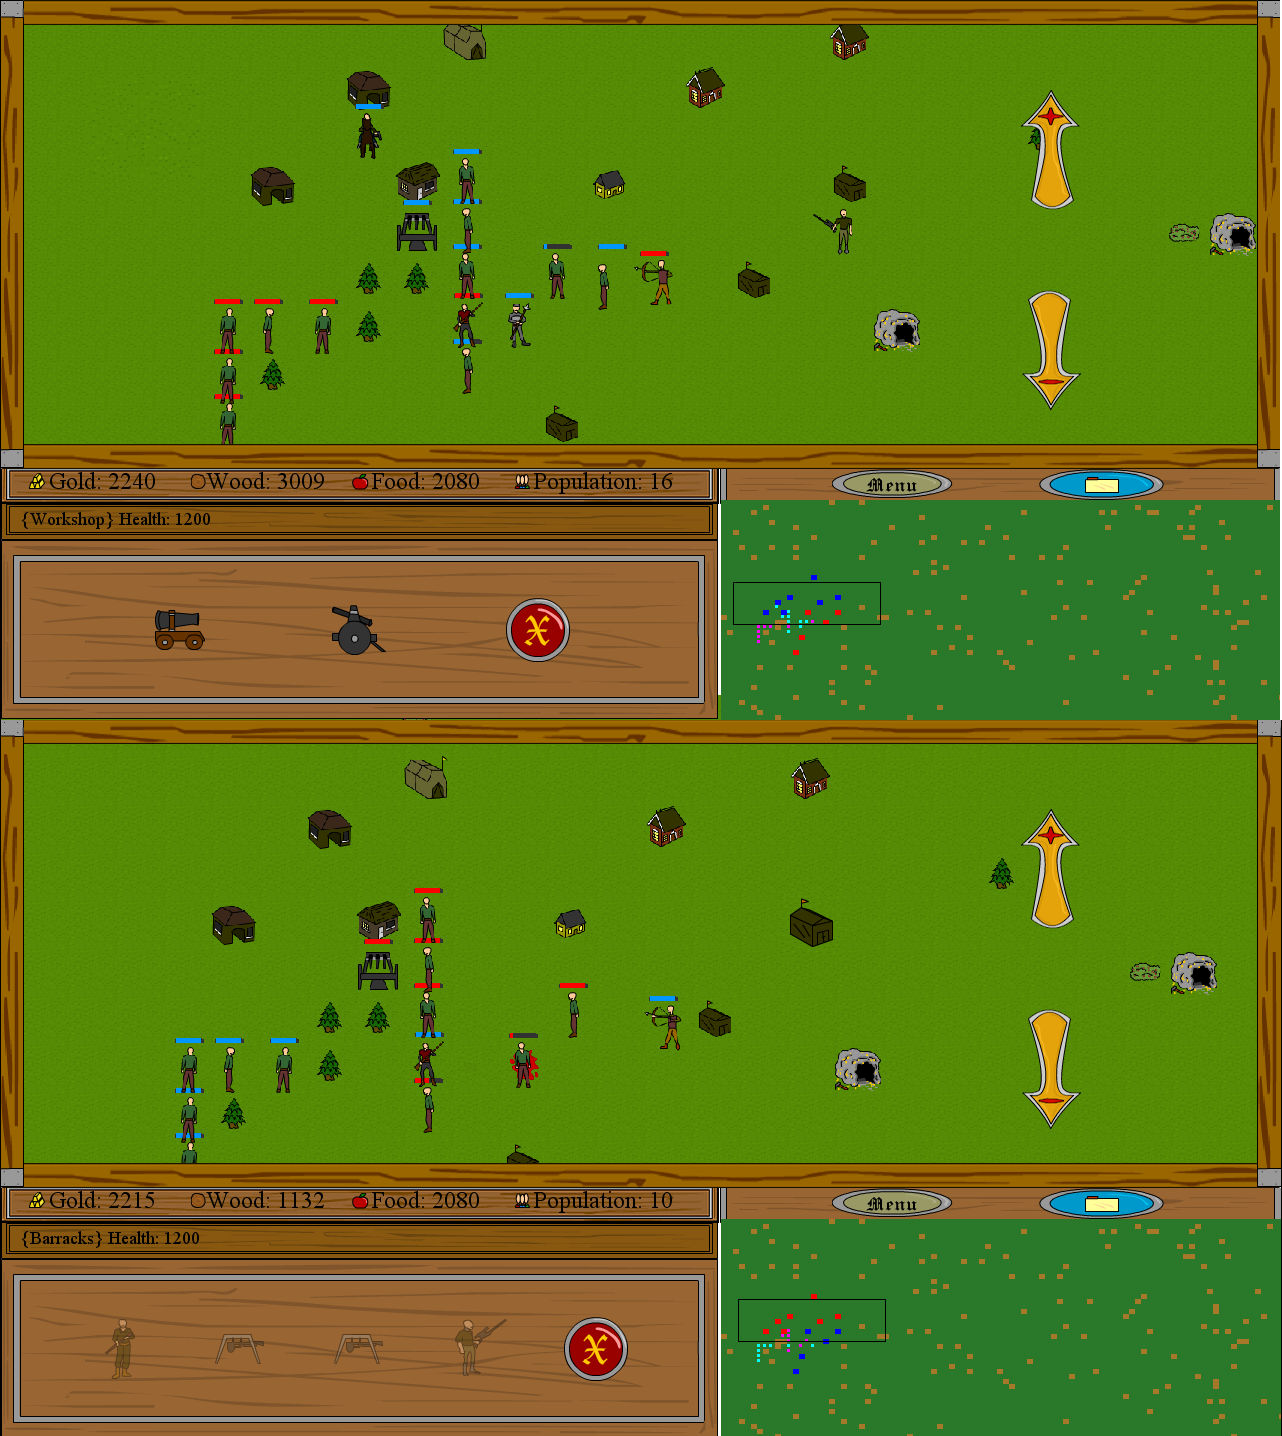 Gold: 2240 Wood: 3009 Food: 2080 Population: 16 Menu
{Workshop} Health: 1200
X
Gold: 2215 Wood: 1132 Food: 2080 Population: 10 Menu
{Barracks} Health: 1200
X